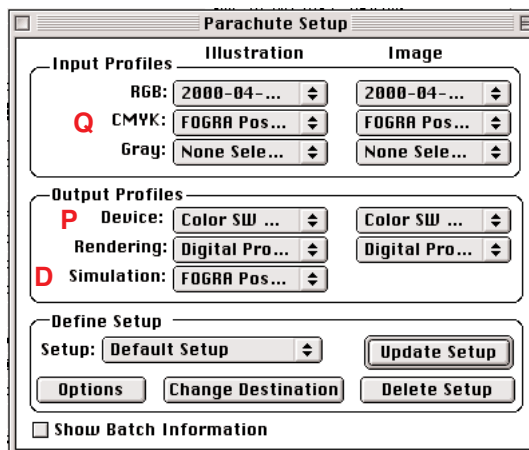 Parachute Setup
Illustration Image
Input Profiles
RGB: 2000-04-... 2000-04-...
Q CMYK: FOGRA Pos... FOGRA Pos...
Gray: None Sele... None Sele...
Output Profiles
P Device: Color SW ... Color SW ...
Rendering: Digital Pro... Digital Pro...
D Simulation: FOGRA Pos...
Define Setup
Setup: Default Setup Update Setup
Options Change Destination Delete Setup
Show Batch Information